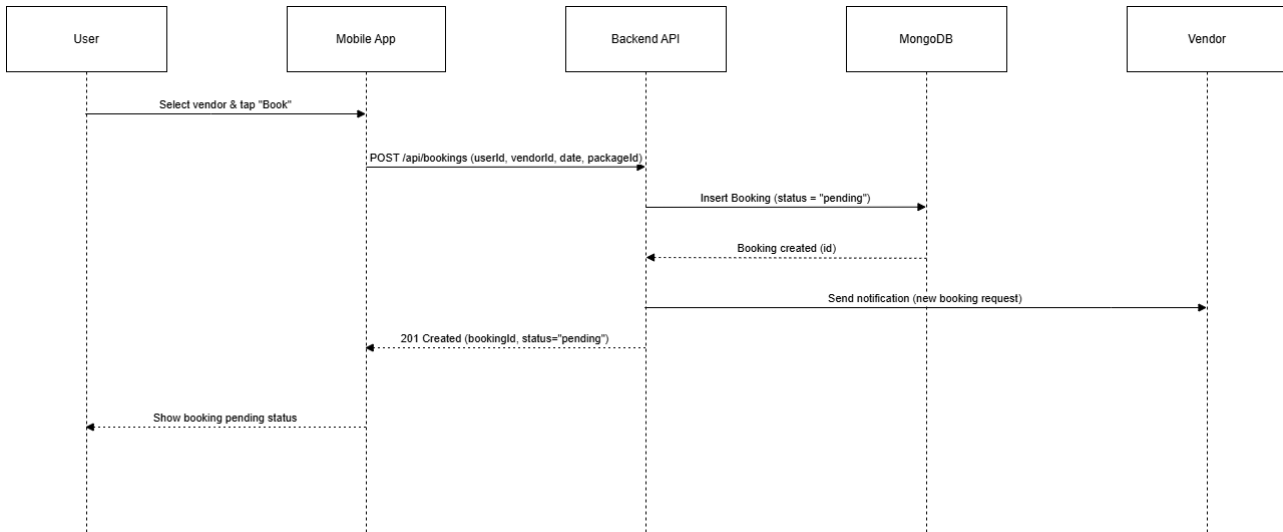 User
Mobile App
Backend API
MongoDB
Vendor
Select vendor & tap "Book"
POST /api/bookings (userId, vendorId, date, packageId)
Insert Booking (status = "pending")
Booking created (id)
Send notification (new booking request)
201 Created (bookingId, status="pending")
Show booking pending status